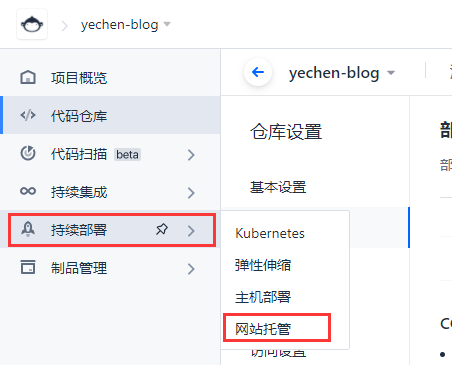 yechen-blog
项目概览
代码仓库
代码扫描 beta
持续集成
持续部署
制品管理
yechen-blog
仓库设置
基本设置
Kubernetes
弹性伸缩
主机部署
网站托管
访问设置
部
部